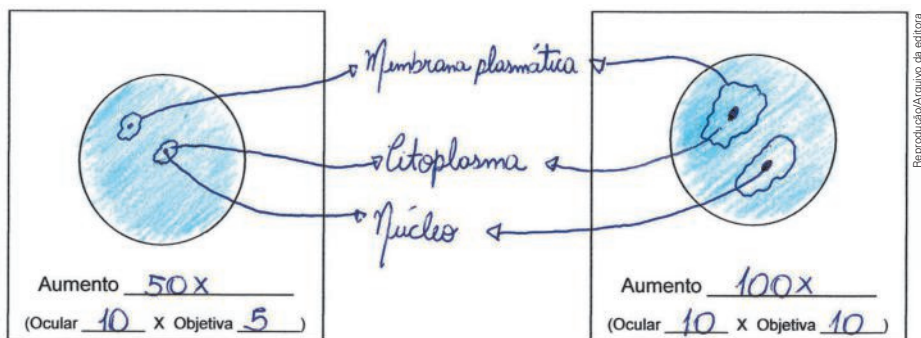 Membrana plasmática
Citoplasma
Núcleo
Aumento 50X
(Ocular 10 X Objetiva 5)
Aumento 100X
(Ocular 10 X Objetiva 10)
Reprodução/Arquivo da editora